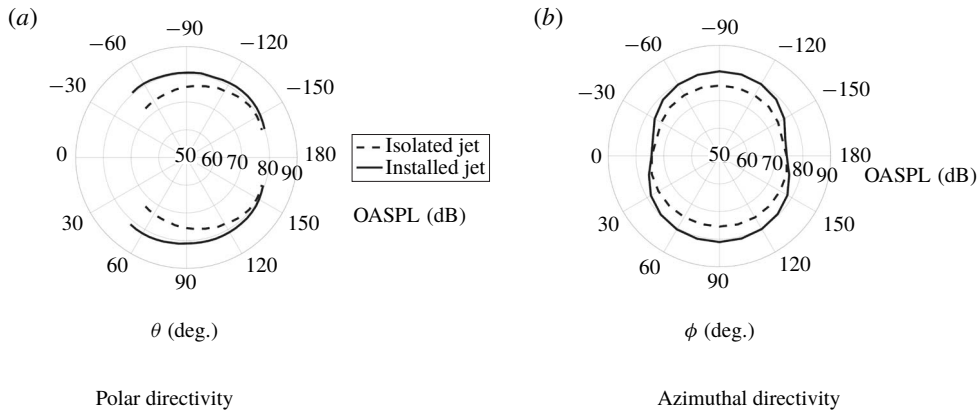 (a)
−90
−60
−120
−30
−150
0
50 60 70 80 90
180
30
150
60
120
90
θ (deg.)
Polar directivity
Isolated jet
Installed jet
OASPL (dB)
(b)
−90
−60
−120
−30
−150
0
50 60 70 80 90
180
OASPL (dB)
30
150
60
120
90
ϕ (deg.)
Azimuthal directivity